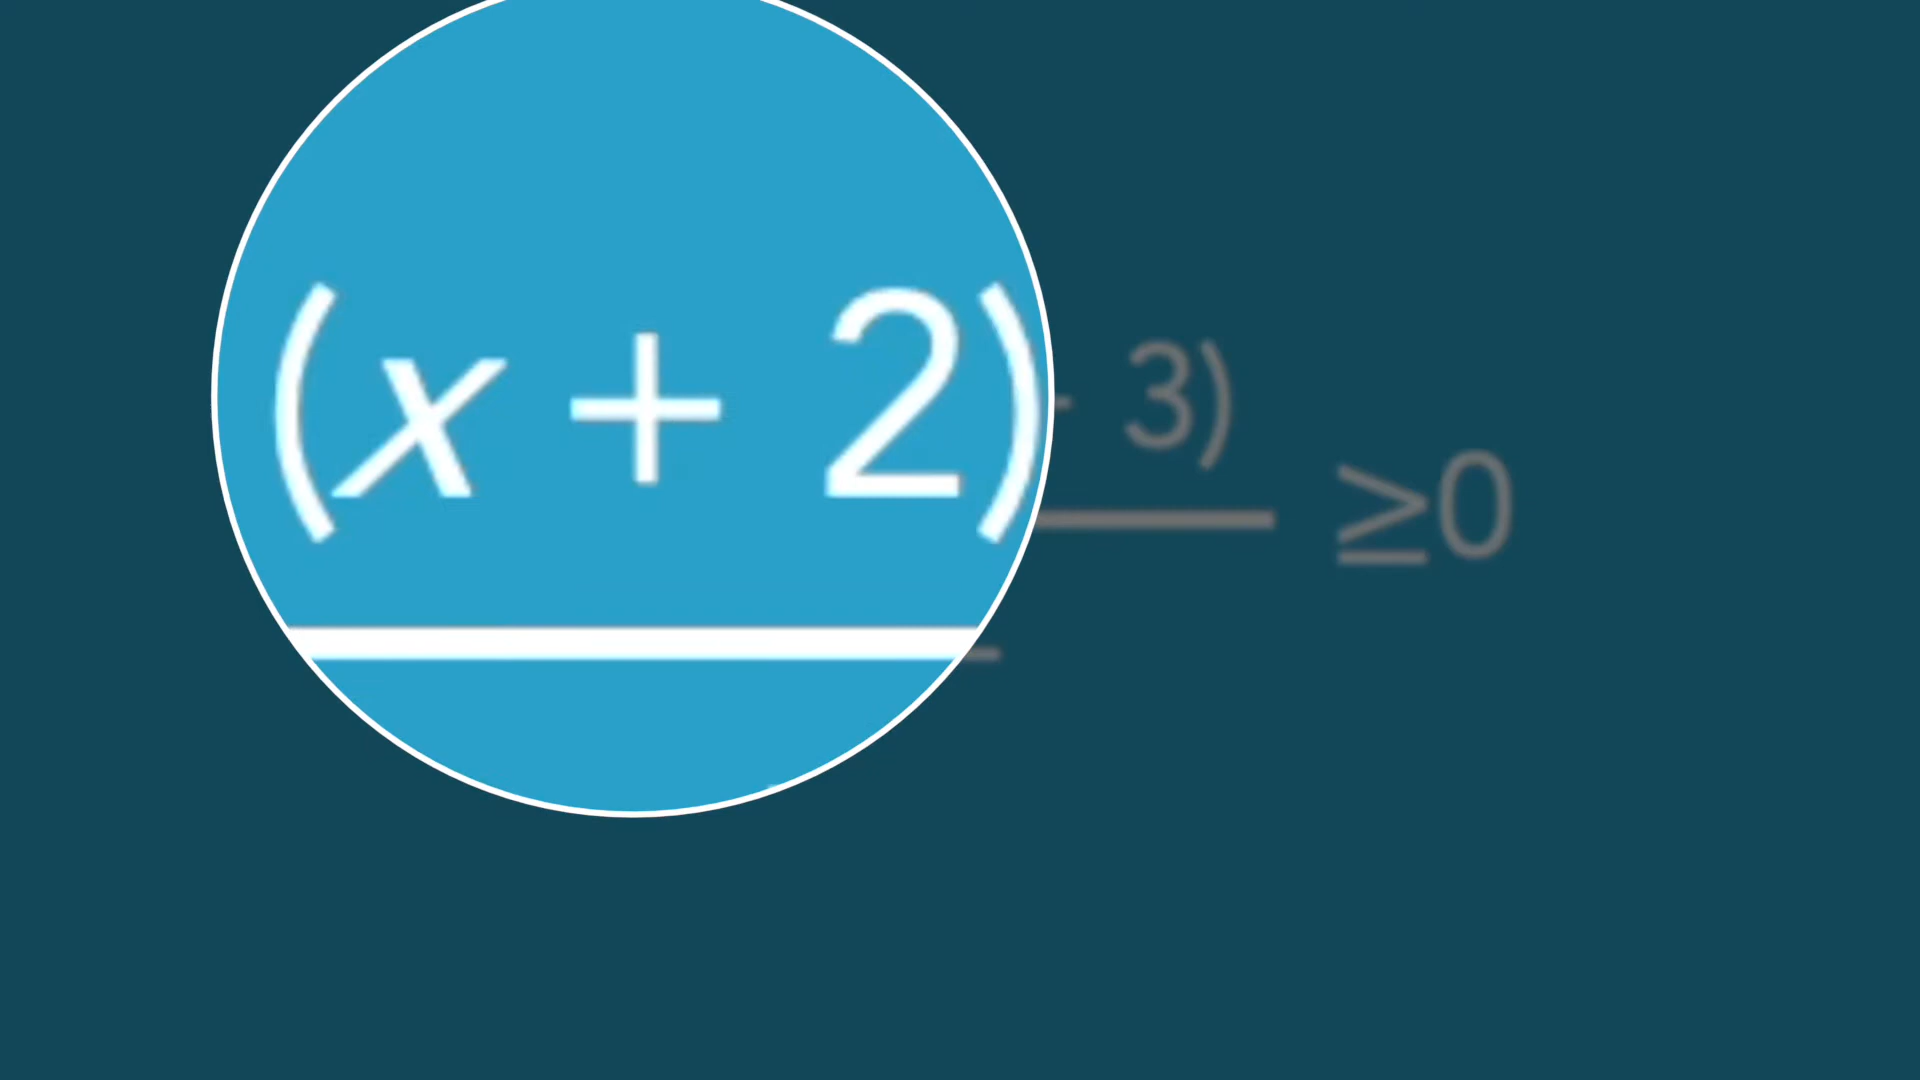 (x + 2) 3)
≥0